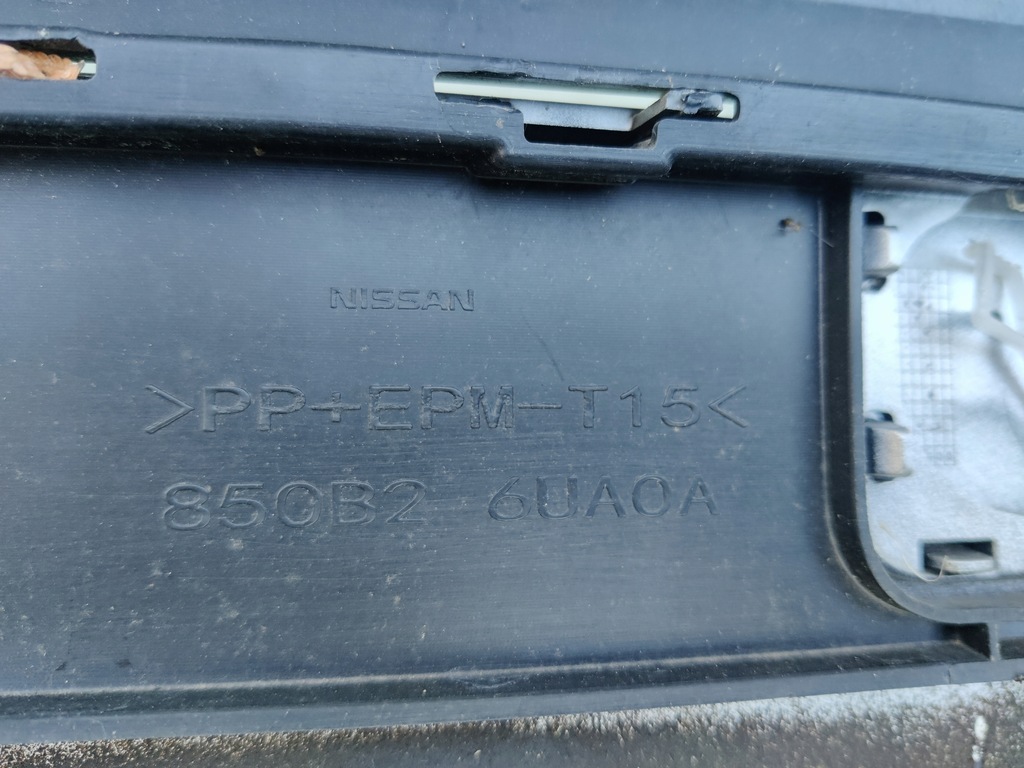 NISSAN
>PP+EPM-T15<
850B2 6UA0A